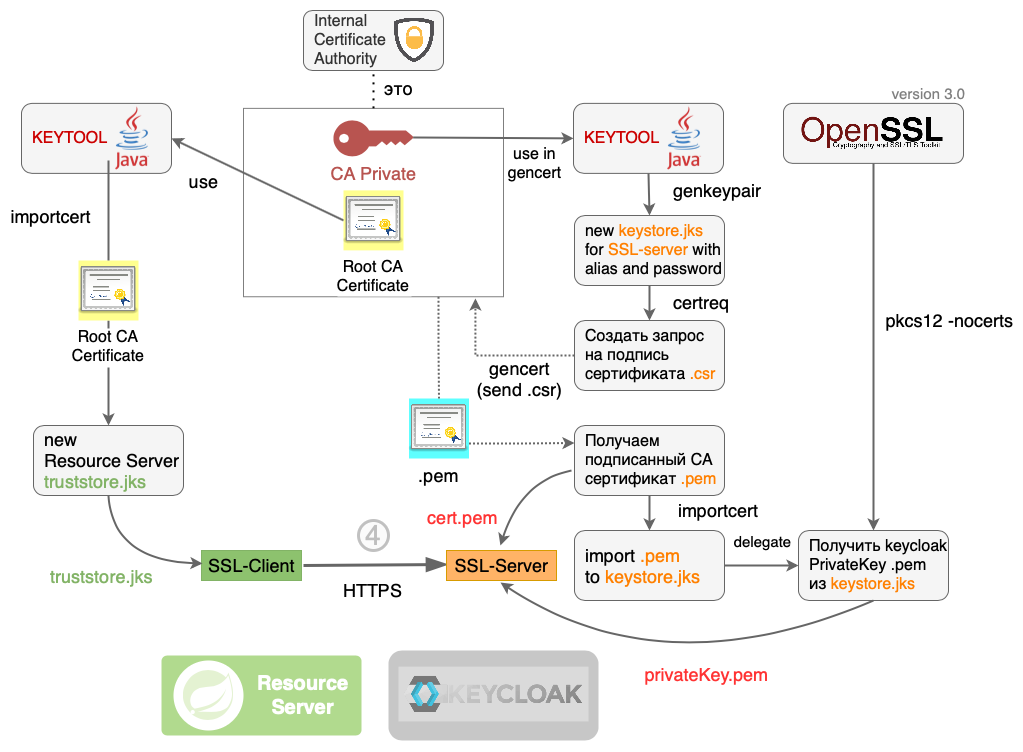 Internal
Certificate
Authority
это
version 3.0
KEYTOOL
Java
CA Private
use in
gencert
KEYTOOL
Java
OpenSSL
Cryptography and SSL/TLS Toolkit
use
importcert
genkeypair
Root CA
Certificate
new keystore.jks
for SSL-server with
alias and password
certreq
Root CA
Certificate
pkcs12 -nocerts
Создать запрос
на подпись
сертификата .csr
gencert
(send .csr)
new
Resource Server
truststore.jks
.pem
Получаем
подписанный CA
сертификат .pem
cert.pem
importcert
4
delegate
truststore.jks
SSL-Client
HTTPS
SSL-Server
import .pem
to keystore.jks
Получить keycloak
PrivateKey .pem
из keystore.jks
privateKey.pem
Resource
Server
KEYCLOAK